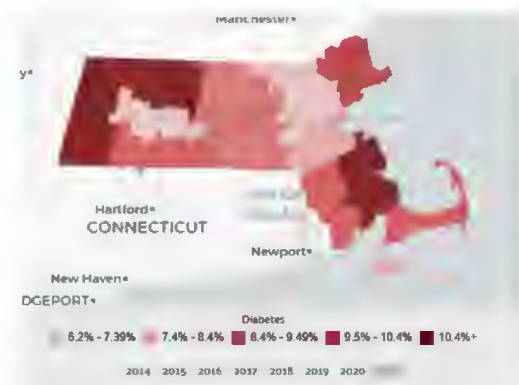 Manchester
y
Hartford
CONNECTICUT
Newport
New Haven
DGEPORT
Diabetes
6.2% - 7.39% 7.4% - 8.4% 8.4% - 9.49% 9.5% - 10.4% 10.4%+
2014 2015 2016 2017 2018 2019 2020